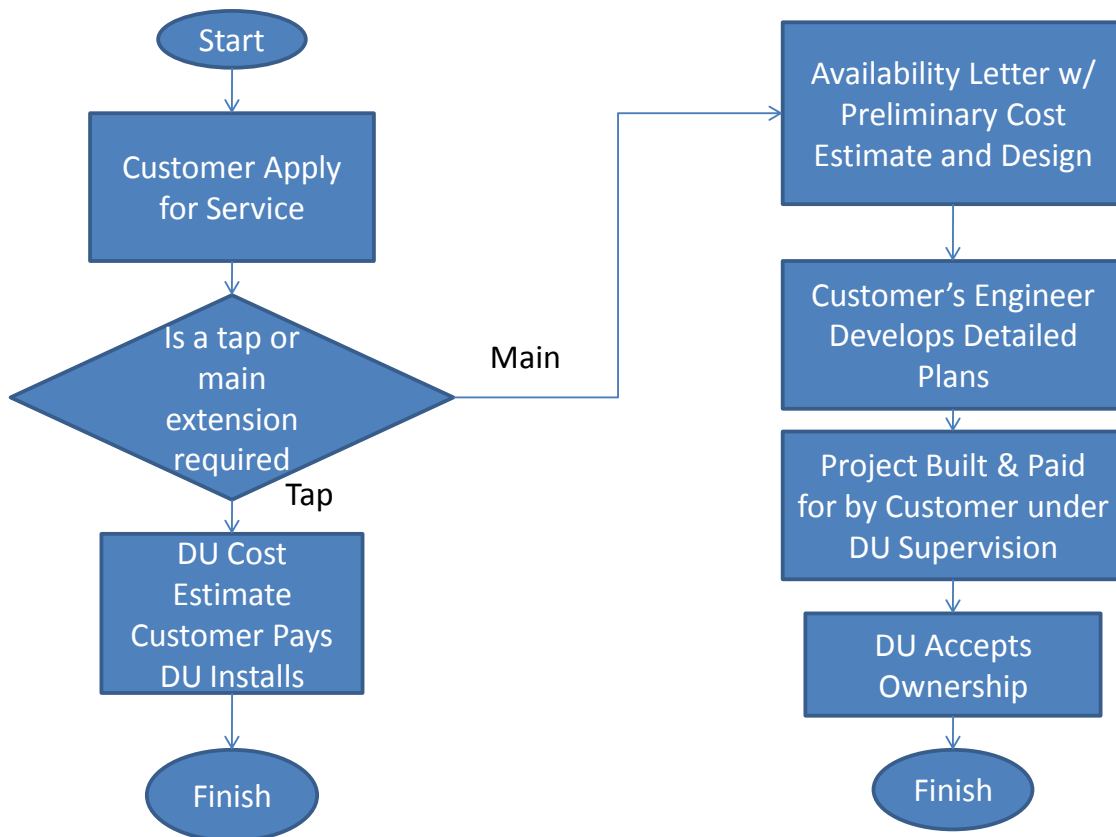 Start
Customer Apply
for Service
Is a tap or
main
extension
required
Tap
DU Cost
Estimate
Customer Pays
DU Installs
Finish
Main
Availability Letter w/
Preliminary Cost
Estimate and Design
Customer’s Engineer
Develops Detailed
Plans
Project Built & Paid
for by Customer under
DU Supervision
DU Accepts
Ownership
Finish